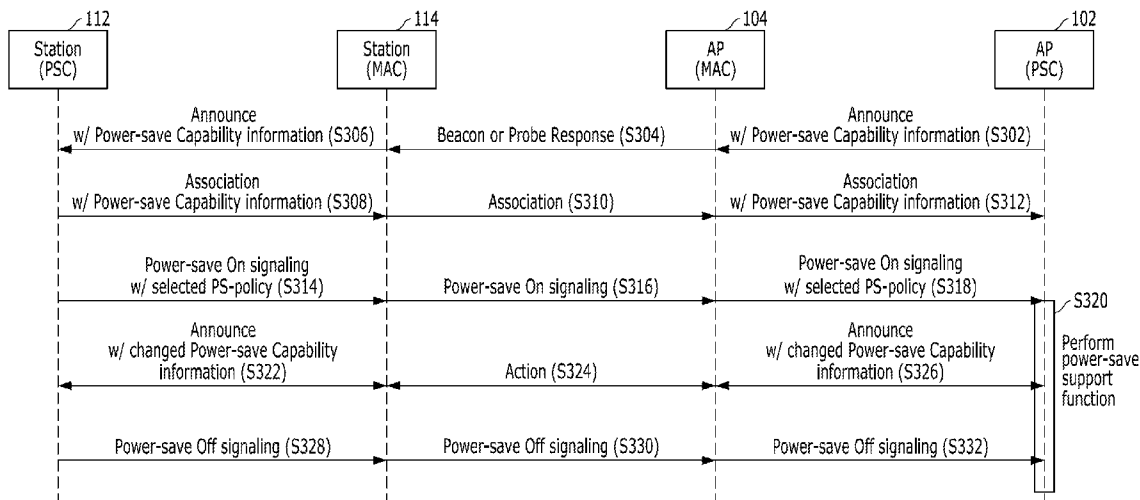 112
114
104
102
Station
(PSC)
Station
(MAC)
AP
(MAC)
AP
(PSC)
Announce
w/ Power-save Capability information (S306)
Beacon or Probe Response (S304)
Announce
w/ Power-save Capability information (S302)
Association
w/ Power-save Capability information (S308)
Association (S310)
Association
w/ Power-save Capability information (S312)
Power-save On signaling
w/ selected PS-policy (S314)
Power-save On signaling (S316)
Power-save On signaling
w/ selected PS-policy (S318)
S320
Perform
power-save
support
function
Announce
w/ changed Power-save Capability
information (S322)
Action (S324)
Announce
w/ changed Power-save Capability
information (S326)
Power-save Off signaling (S328)
Power-save Off signaling (S330)
Power-save Off signaling (S332)